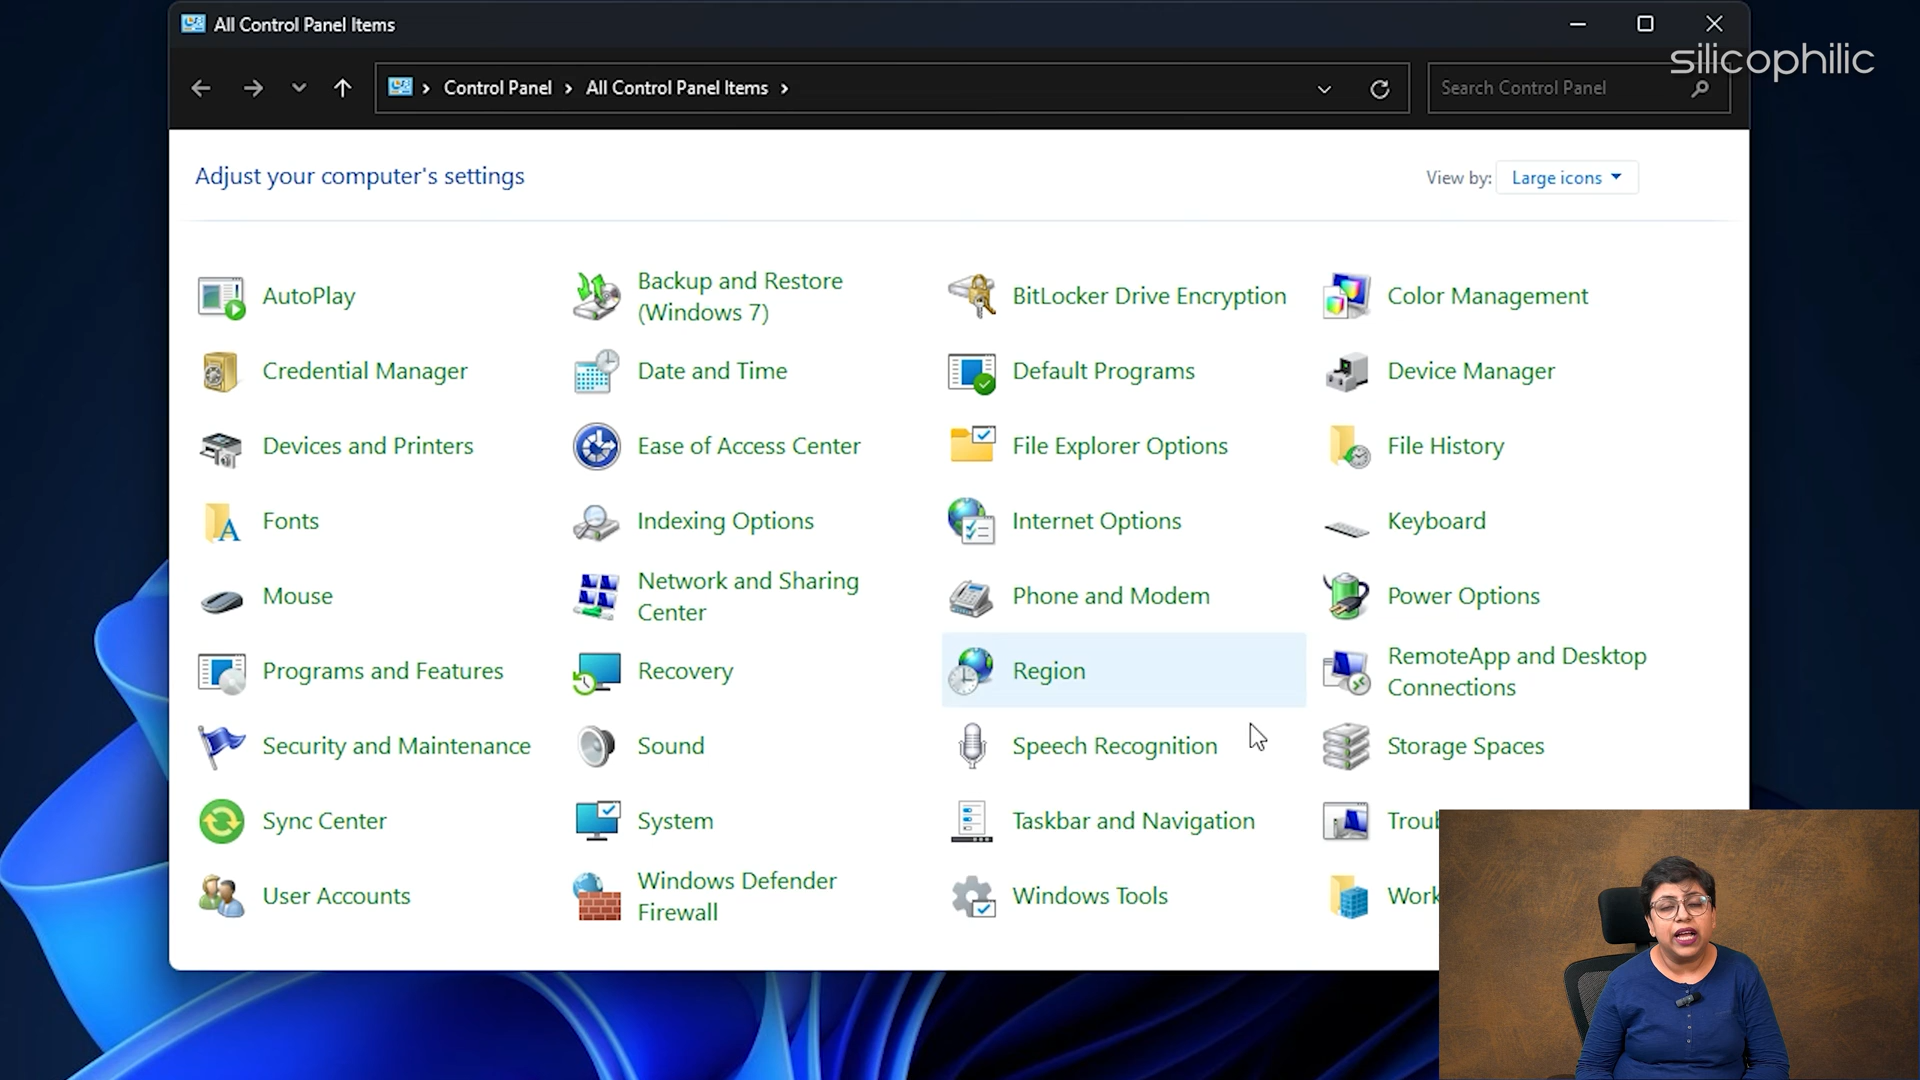 All Control Panel Items
silicophilic
Control Panel
All Control Panel Items
Search Control Panel
Adjust your computer's settings
View by:
Large icons
AutoPlay
Backup and Restore
(Windows 7)
BitLocker Drive Encryption
Color Management
Credential Manager
Date and Time
Default Programs
Device Manager
Devices and Printers
Ease of Access Center
File Explorer Options
File History
Fonts
Indexing Options
Internet Options
Keyboard
Mouse
Network and Sharing
Center
Phone and Modem
Power Options
Programs and Features
Recovery
Region
RemoteApp and Desktop
Connections
Security and Maintenance
Sound
Speech Recognition
Storage Spaces
Sync Center
System
Taskbar and Navigation
Troub
User Accounts
Windows Defender
Firewall
Windows Tools
Work